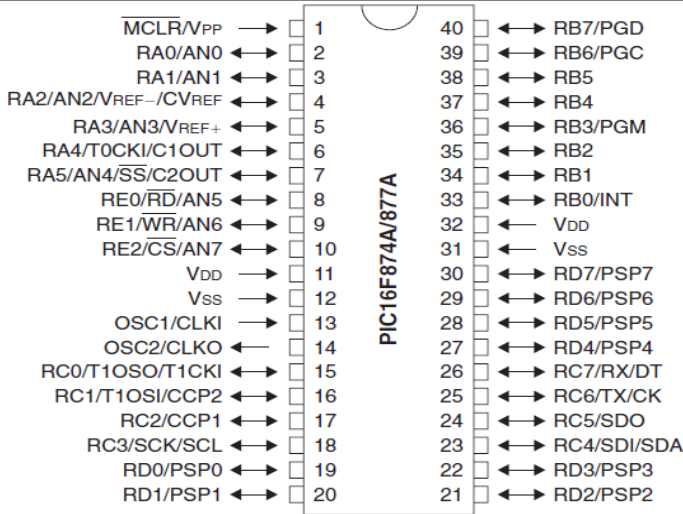 MCLR/VPP 1 40 RB7/PGD
RA0/AN0 2 39 RB6/PGC
RA1/AN1 3 38 RB5
RA2/AN2/VREF-/CVREF 4 37 RB4
RA3/AN3/VREF+ 5 36 RB3/PGM
RA4/T0CKI/C1OUT 6 35 RB2
RA5/AN4/SS/C2OUT 7 34 RB1
RE0/RD/AN5 8 33 RB0/INT
RE1/WR/AN6 9 32 VDD
RE2/CS/AN7 10 31 VSS
VDD 11 30 RD7/PSP7
VSS 12 29 RD6/PSP6
OSC1/CLKI 13 28 RD5/PSP5
OSC2/CLKO 14 27 RD4/PSP4
RC0/T1OSO/T1CKI 15 26 RC7/RX/DT
RC1/T1OSI/CCP2 16 25 RC6/TX/CK
RC2/CCP1 17 24 RC5/SDO
RC3/SCK/SCL 18 23 RC4/SDI/SDA
RD0/PSP0 19 22 RD3/PSP3
RD1/PSP1 20 21 RD2/PSP2
PIC16F874A/877A